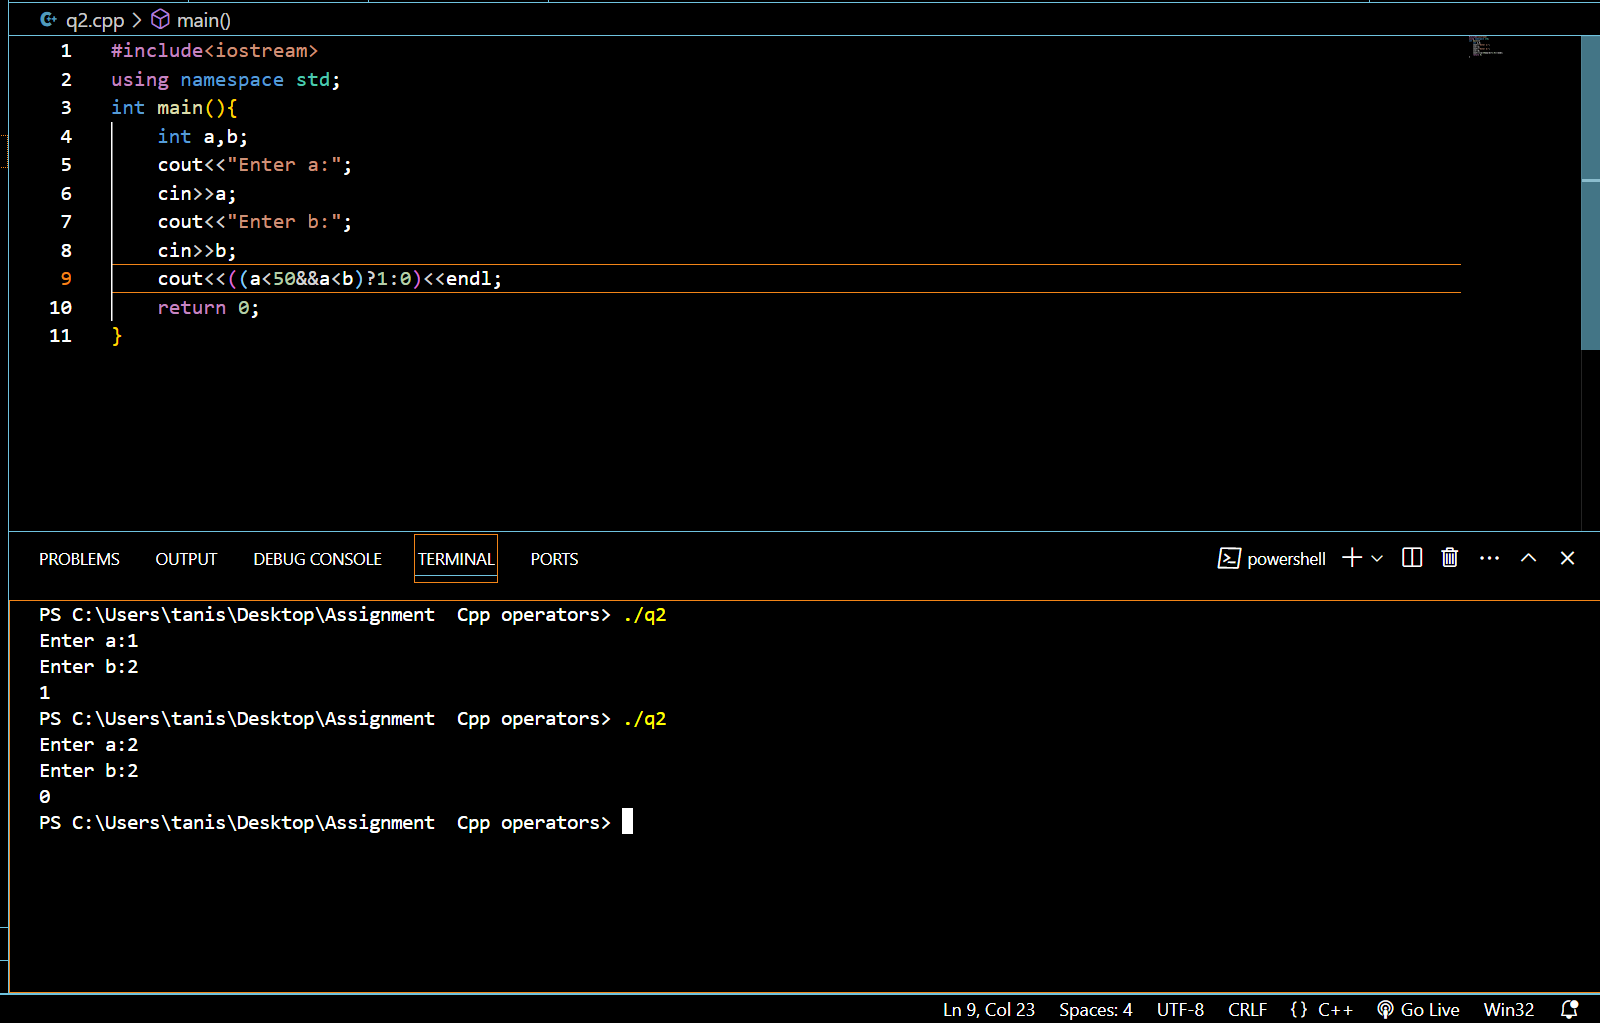 q2.cpp > main()
1 #include<iostream>
2 using namespace std;
3 int main(){
4     int a,b;
5     cout<<"Enter a:";
6     cin>>a;
7     cout<<"Enter b:";
8     cin>>b;
9     cout<<((a<50&&a<b)?1:0)<<endl;
10     return 0;
11 }
PROBLEMS OUTPUT DEBUG CONSOLE TERMINAL PORTS powershell
PS C:\Users\tanis\Desktop\Assignment  Cpp operators> ./q2
Enter a:1
Enter b:2
1
PS C:\Users\tanis\Desktop\Assignment  Cpp operators> ./q2
Enter a:2
Enter b:2
0
PS C:\Users\tanis\Desktop\Assignment  Cpp operators>
Ln 9, Col 23 Spaces: 4 UTF-8 CRLF {} C++ Go Live Win32